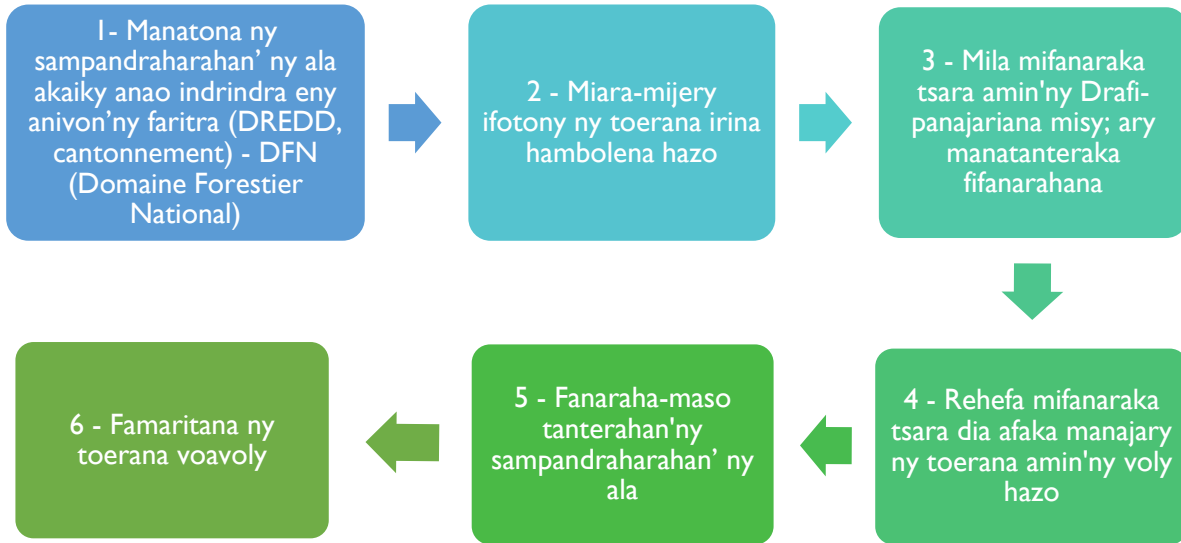 1- Manatona ny
sampandraharahan’ ny ala
akaiky anao indrindra eny
anivon’ny faritra (DREDD,
cantonnement) - DFN
(Domaine Forestier
National)
2 - Miara-mijery
ifotony ny toerana irina
hambolena hazo
3 - Mila mifanaraka
tsara amin'ny Drafi-
panajariana misy; ary
manatanteraka
fifanarahana
4 - Rehefa mifanaraka
tsara dia afaka manajary
ny toerana amin'ny voly
hazo
5 - Fanaraha-maso
tanterahan'ny
sampandraharahan’ ny
ala
6 - Famaritana ny
toerana voavoly